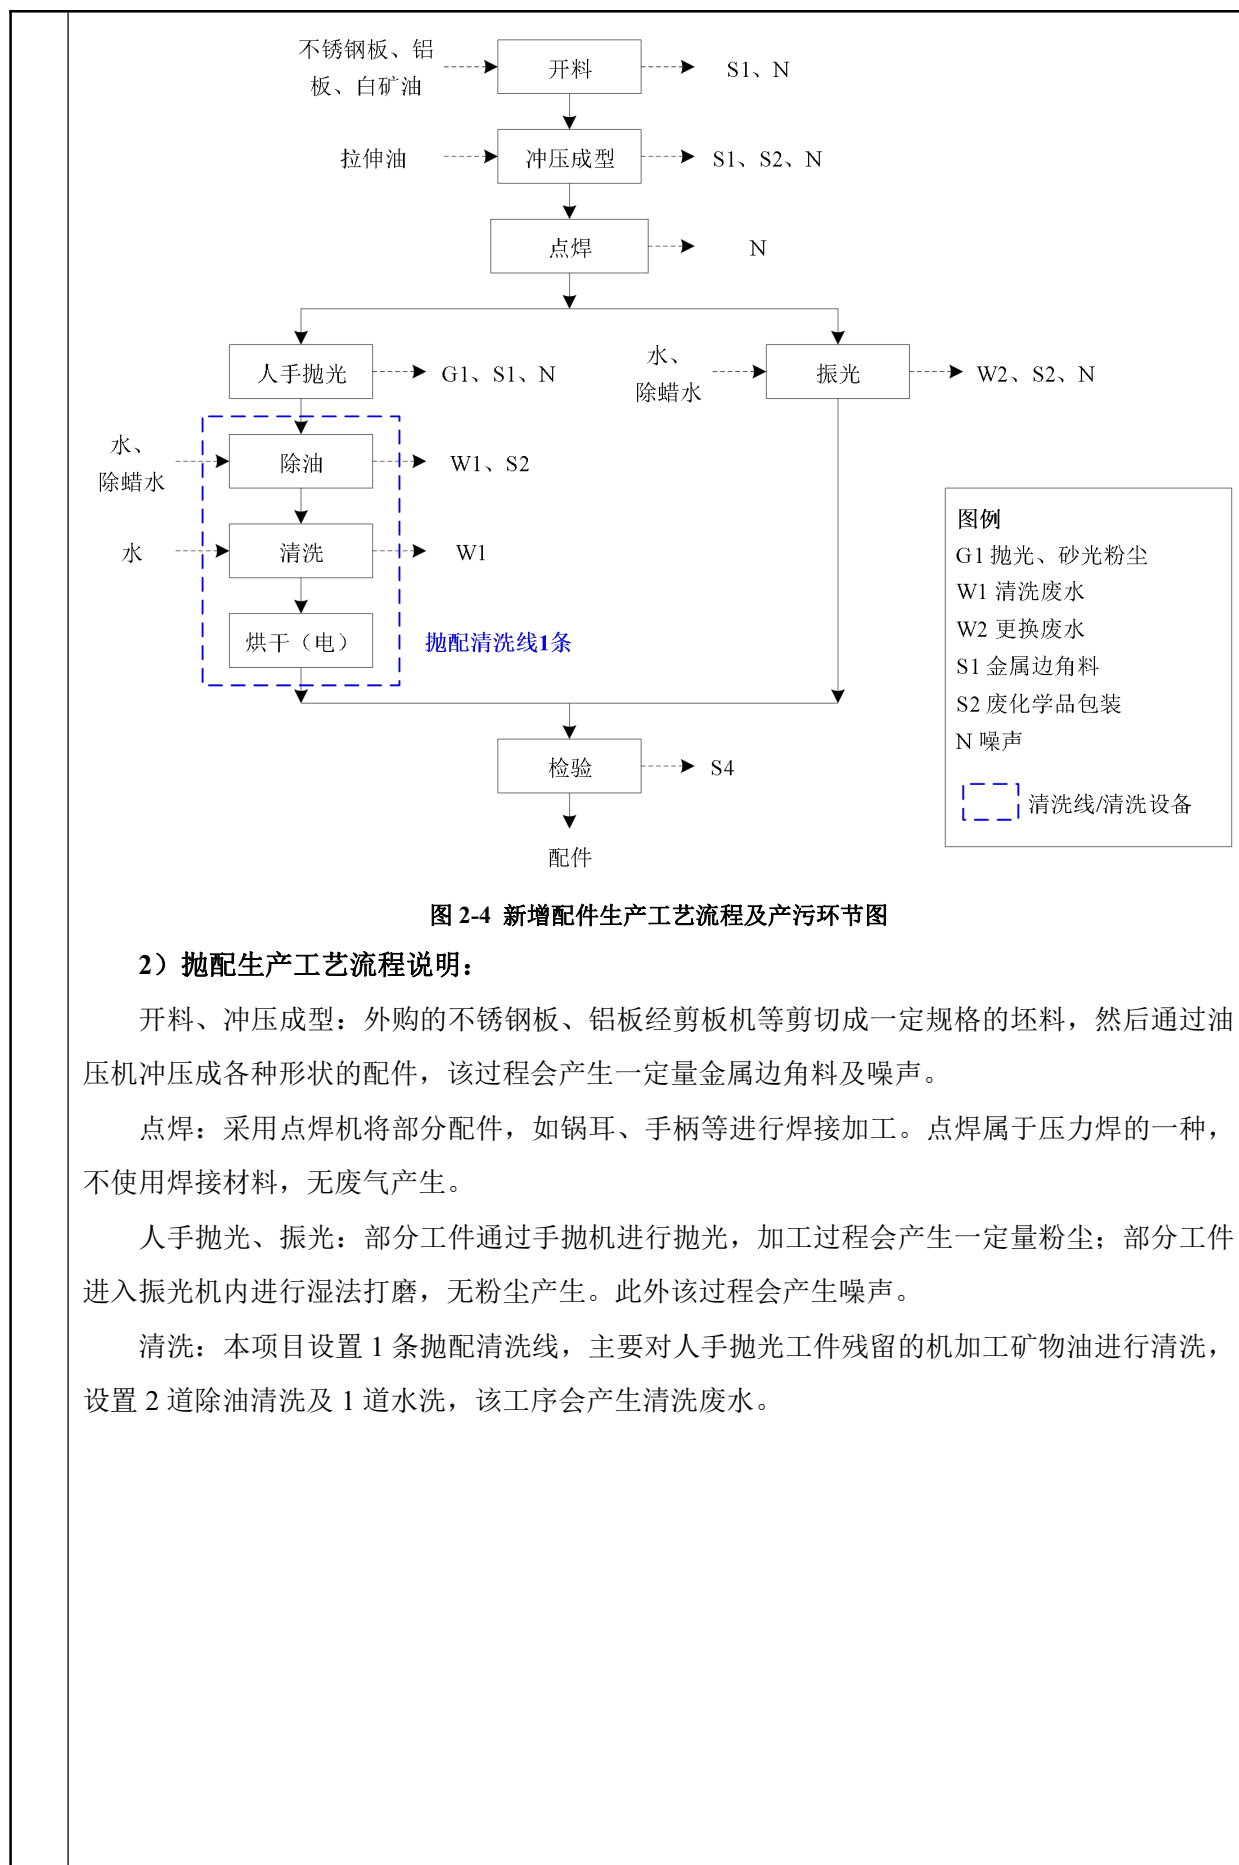 不锈钢板、铝
板、白矿油
开料
S1、N
拉伸油
冲压成型
S1、S2、N
点焊
N
人手抛光
G1、S1、N
水、
除蜡水
振光
W2、S2、N
水、
除蜡水
除油
W1、S2
水
清洗
W1
烘干（电）
抛配清洗线1条
检验
S4
配件
图例
G1 抛光、砂光粉尘
W1 清洗废水
W2 更换废水
S1 金属边角料
S2 废化学品包装
N 噪声
清洗线/清洗设备
图 2-4 新增配件生产工艺流程及产污环节图
2）抛配生产工艺流程说明：
开料、冲压成型：外购的不锈钢板、铝板经剪板机等剪切成一定规格的坯料，然后通过油
压机冲压成各种形状的配件，该过程会产生一定量金属边角料及噪声。
点焊：采用点焊机将部分配件，如锅耳、手柄等进行焊接加工。点焊属于压力焊的一种，
不使用焊接材料，无废气产生。
人手抛光、振光：部分工件通过手抛机进行抛光，加工过程会产生一定量粉尘；部分工件
进入振光机内进行湿法打磨，无粉尘产生。此外该过程会产生噪声。
清洗：本项目设置 1 条抛配清洗线，主要对人手抛光工件残留的机加工矿物油进行清洗，
设置 2 道除油清洗及 1 道水洗，该工序会产生清洗废水。